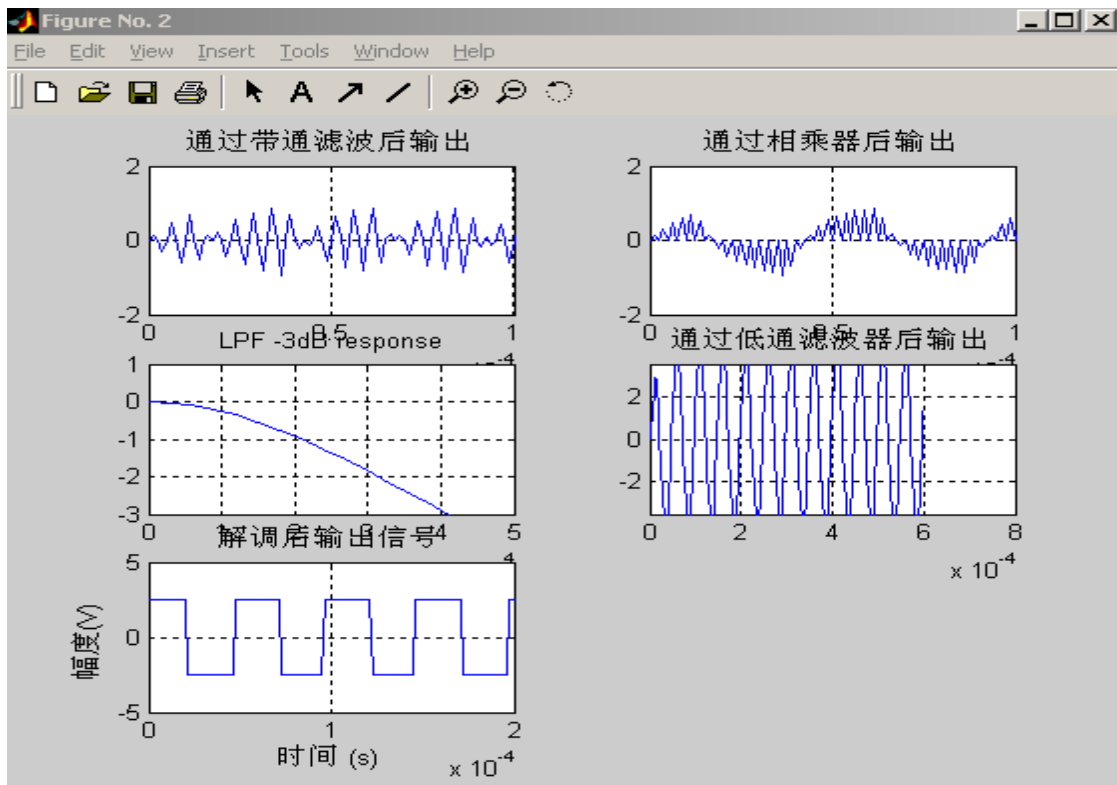 Figure No. 2
File Edit View Insert Tools Window Help
A
通过带通滤波后输出
2
0
-2
0 0.5 1
通过相乘器后输出
2
0
-2
0 0.5 1
LPF -3dB response
1
0
-1
-2
-3
0 1 2 3 4 5
通过低通滤波器后输出
-4
2
0
-2
0 2 4 6 8
x 10-4
解调后输出信号
4
5
0
-5
幅度(V)
0 1 2
时间 (s)
x 10-4